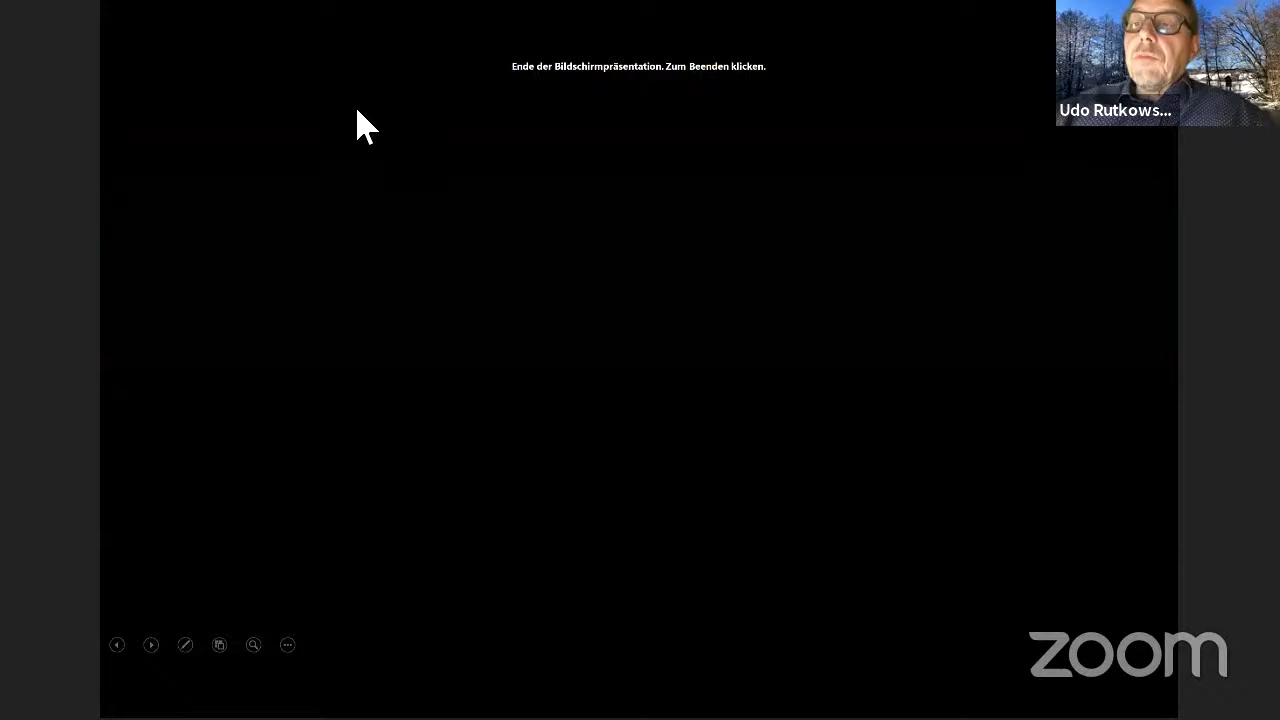 Ende der Bildschirmpräsentation. Zum Beenden klicken.
Udo Rutkows...
zoom